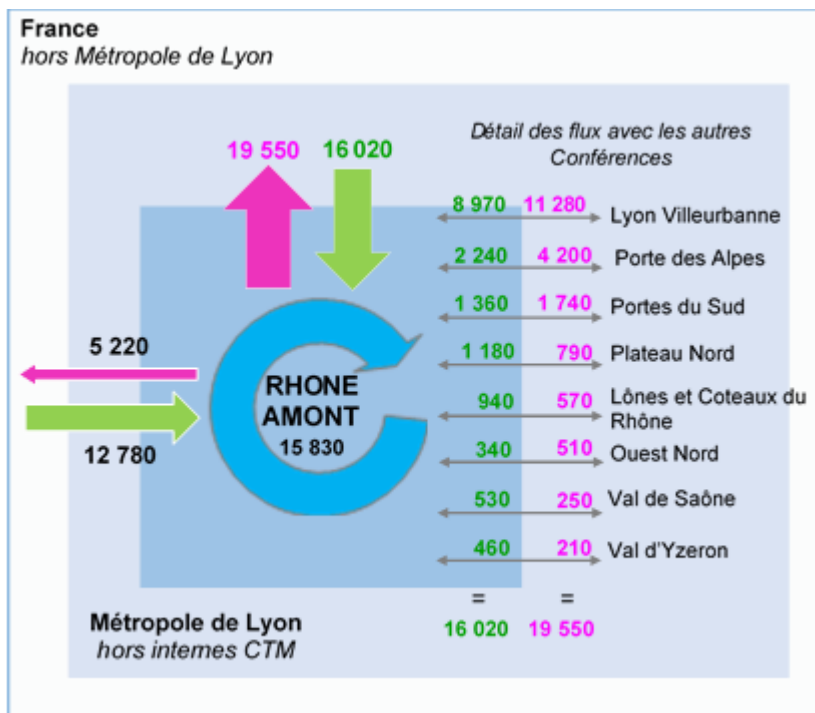 France
hors Métropole de Lyon
19 550 16 020
Détail des flux avec les autres
Conférences
8 970 11 280 Lyon Villeurbanne
2 240 4 200 Porte des Alpes
1 360 1 740 Portes du Sud
5 220
1 180 790 Plateau Nord
RHONE
AMONT
15 830
940 570 Lônes et Coteaux du
Rhône
12 780
340 510 Ouest Nord
530 250 Val de Saône
460 210 Val d'Yzeron
= =
16 020 19 550
Métropole de Lyon
hors internes CTM